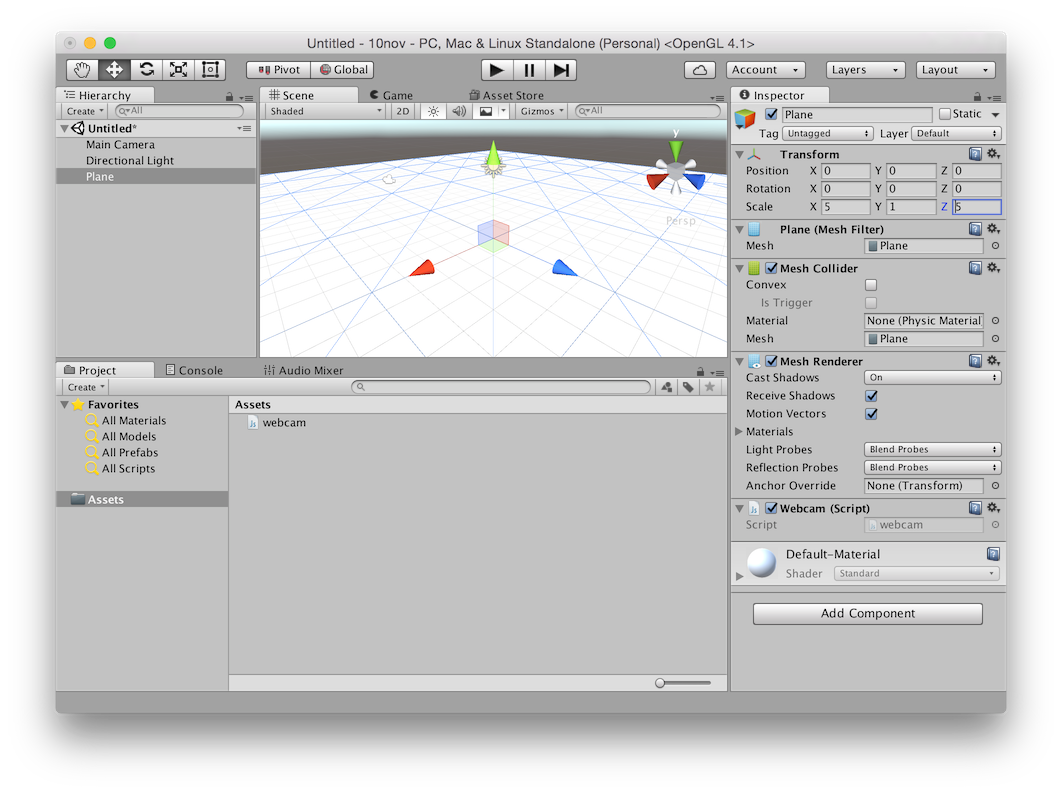 Untitled - 10nov - PC, Mac & Linux Standalone (Personal) <OpenGL 4.1>
Pivot Global Account Layers Layout
Hierarchy
Create All
Untitled*
Main Camera
Directional Light
Plane
Scene Game Asset Store
Shaded 2D Gizmos All
y
Persp
Inspector
Plane Static
Tag Untagged Layer Default
Transform
Position X 0 Y 0 Z 0
Rotation X 0 Y 0 Z 0
Scale X 5 Y 1 Z 5
Plane (Mesh Filter)
Mesh Plane
Mesh Collider
Convex
Is Trigger
Material None (Physic Material
Mesh Plane
Mesh Renderer
Cast Shadows On
Receive Shadows
Motion Vectors
Materials
Light Probes Blend Probes
Reflection Probes Blend Probes
Anchor Override None (Transform)
Webcam (Script)
Script webcam
Default-Material
Shader Standard
Add Component
Project Console Audio Mixer
Create
Favorites
All Materials
All Models
All Prefabs
All Scripts
Assets
Assets
webcam